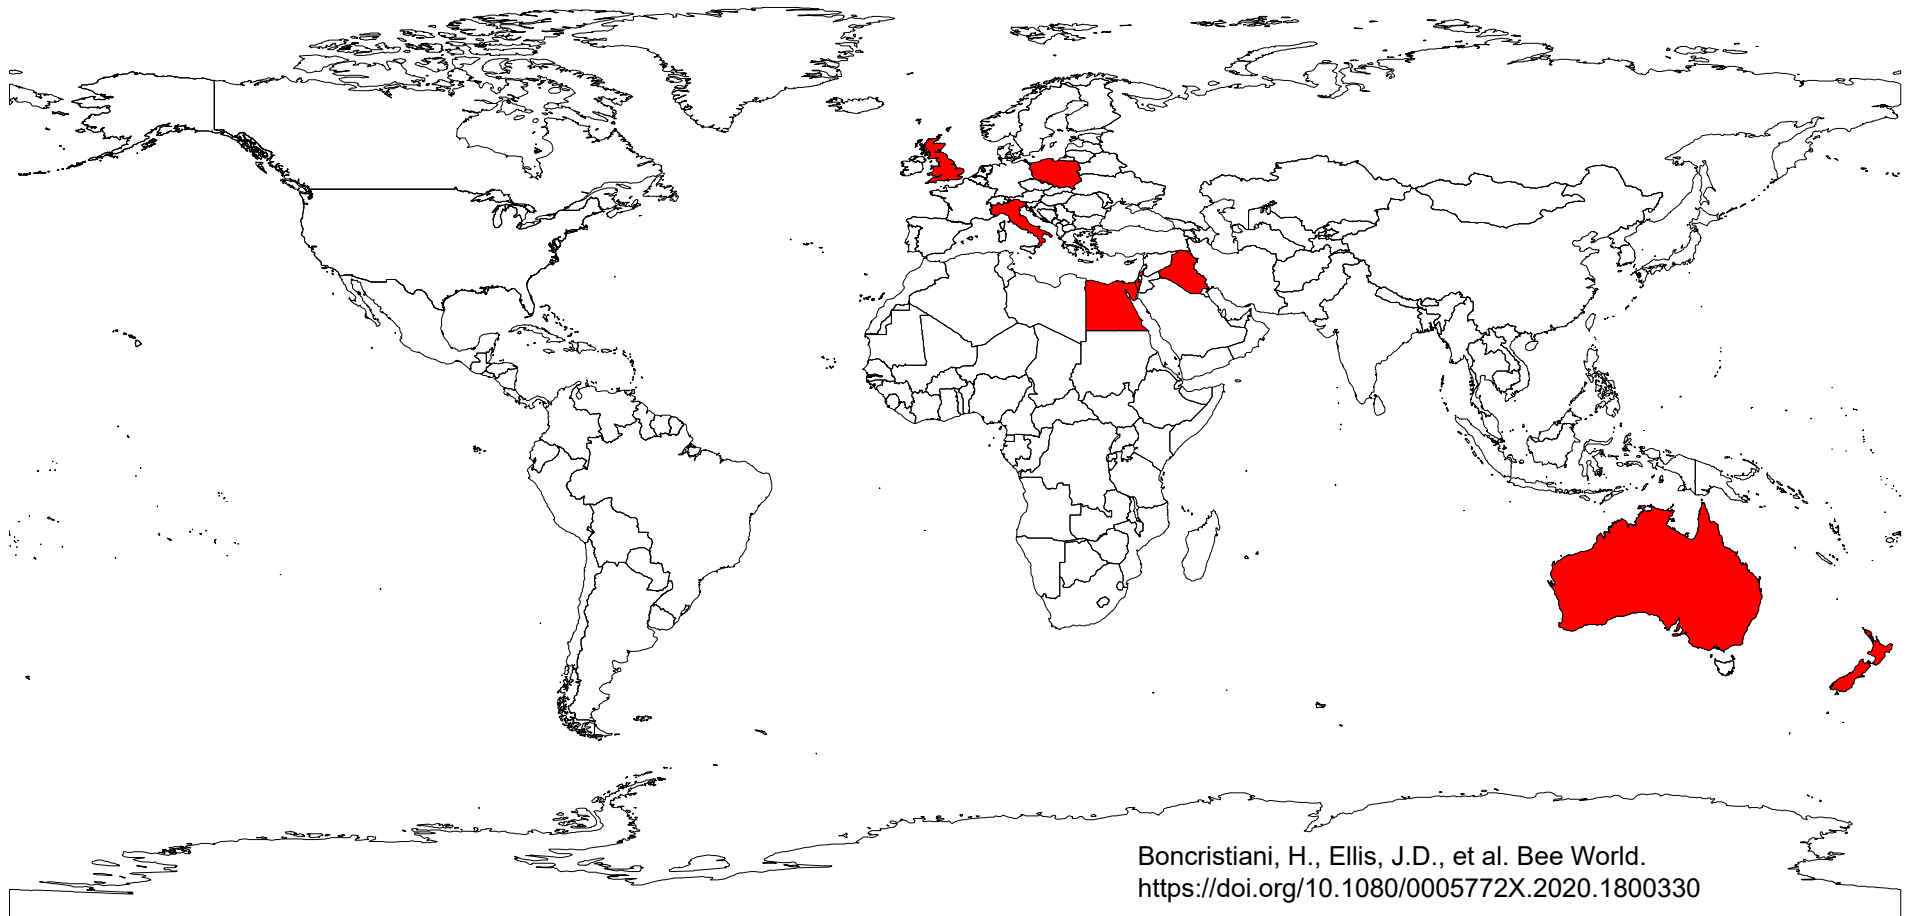 Boncristiani, H., Ellis, J.D., et al. Bee World.
https://doi.org/10.1080/0005772X.2020.1800330